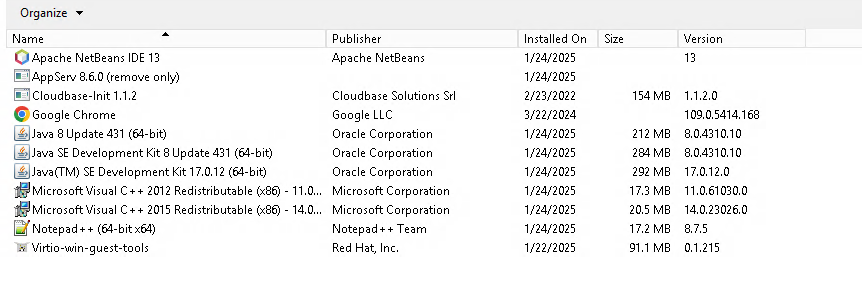 Organize
Name Publisher Installed On Size Version
Apache NetBeans IDE 13 Apache NetBeans 1/24/2025 13
AppServ 8.6.0 (remove only) 1/24/2025
Cloudbase-Init 1.1.2 Cloudbase Solutions Srl 2/23/2022 154 MB 1.1.2.0
Google Chrome Google LLC 3/22/2024 109.0.5414.168
Java 8 Update 431 (64-bit) Oracle Corporation 1/24/2025 212 MB 8.0.4310.10
Java SE Development Kit 8 Update 431 (64-bit) Oracle Corporation 1/24/2025 284 MB 8.0.4310.10
Java(TM) SE Development Kit 17.0.12 (64-bit) Oracle Corporation 1/24/2025 292 MB 17.0.12.0
Microsoft Visual C++ 2012 Redistributable (x86) - 11.0... Microsoft Corporation 1/24/2025 17.3 MB 11.0.61030.0
Microsoft Visual C++ 2015 Redistributable (x86) - 14.0... Microsoft Corporation 1/24/2025 20.5 MB 14.0.23026.0
Notepad++ (64-bit x64) Notepad++ Team 1/24/2025 17.2 MB 8.7.5
Virtio-win-guest-tools Red Hat, Inc. 1/22/2025 91.1 MB 0.1.215